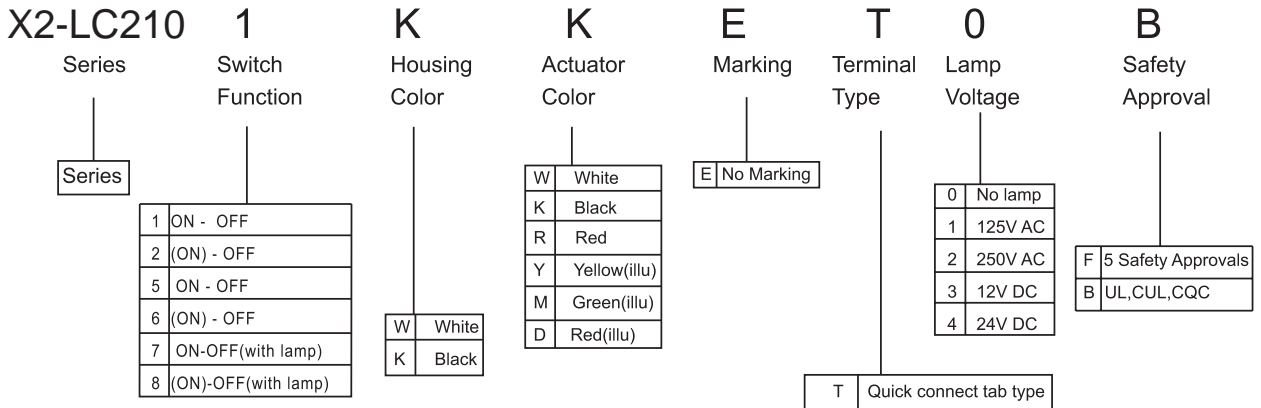 X2-LC210 1 K K E T 0 B
Series Switch Housing Actuator Marking Terminal Lamp Safety
Function Color Color Type Voltage Approval
Series
1 ON - OFF
2 (ON) - OFF
5 ON - OFF
6 (ON) - OFF
7 ON-OFF(with lamp)
8 (ON)-OFF(with lamp)
W White
K Black
W White
K Black
R Red
Y Yellow(illu)
M Green(illu)
D Red(illu)
E No Marking
T Quick connect tab type
0 No lamp
1 125V AC
2 250V AC
3 12V DC
4 24V DC
F 5 Safety Approvals
B UL,CUL,CQC